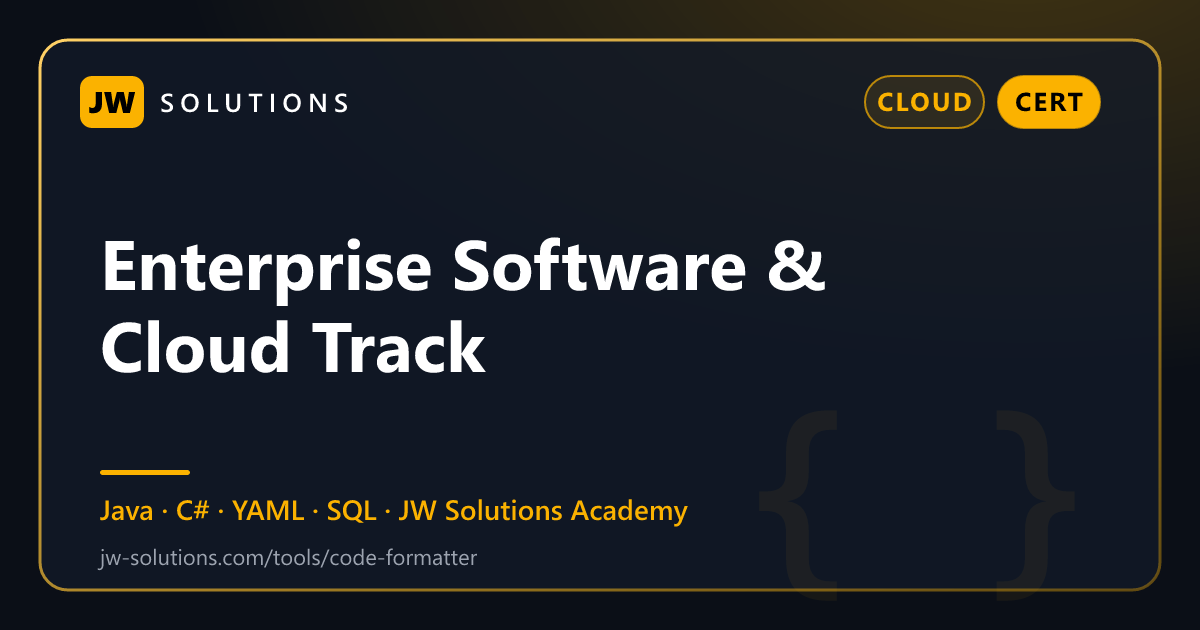 JW SOLUTIONS
CLOUD CERT
Enterprise Software &
Cloud Track
{ }
Java · C# · YAML · SQL · JW Solutions Academy
jw-solutions.com/tools/code-formatter